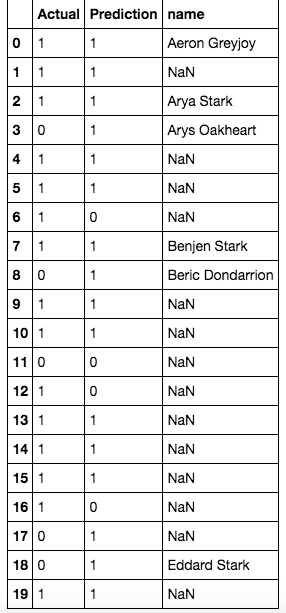 Actual Prediction name
0 1 1 Aeron Greyjoy
1 1 1 NaN
2 1 1 Arya Stark
3 0 1 Arys Oakheart
4 1 1 NaN
5 1 1 NaN
6 1 0 NaN
7 1 1 Benjen Stark
8 0 1 Beric Dondarrion
9 1 1 NaN
10 1 1 NaN
11 0 0 NaN
12 1 0 NaN
13 1 1 NaN
14 1 1 NaN
15 1 1 NaN
16 1 0 NaN
17 0 1 NaN
18 0 1 Eddard Stark
19 1 1 NaN